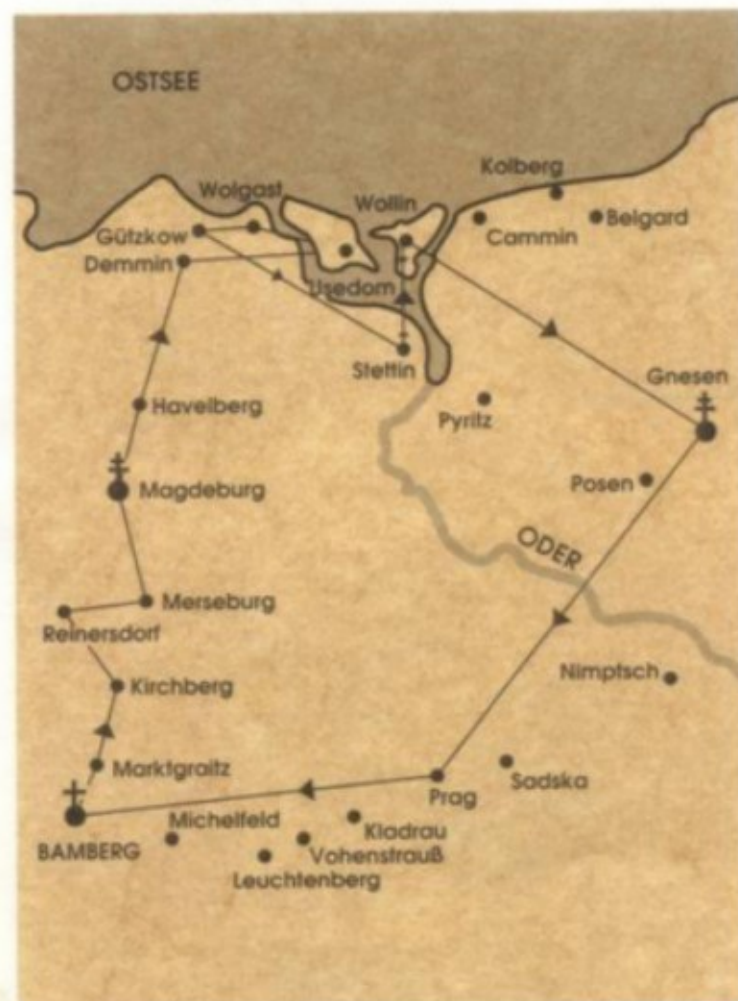 OSTSEE
Kolberg
Wolgast
Wollin
Belgard
Gützkow
Cammin
Demmin
Usedom
Stettin
Gnesen
Havelberg
Pyritz
Posen
Magdeburg
ODER
Merseburg
Reinersdorf
Nimptsch
Kirchberg
Marktgraitz
Sadska
Prag
Michelfeld
Kladrau
BAMBERG
Vohenstrauß
Leuchtenberg